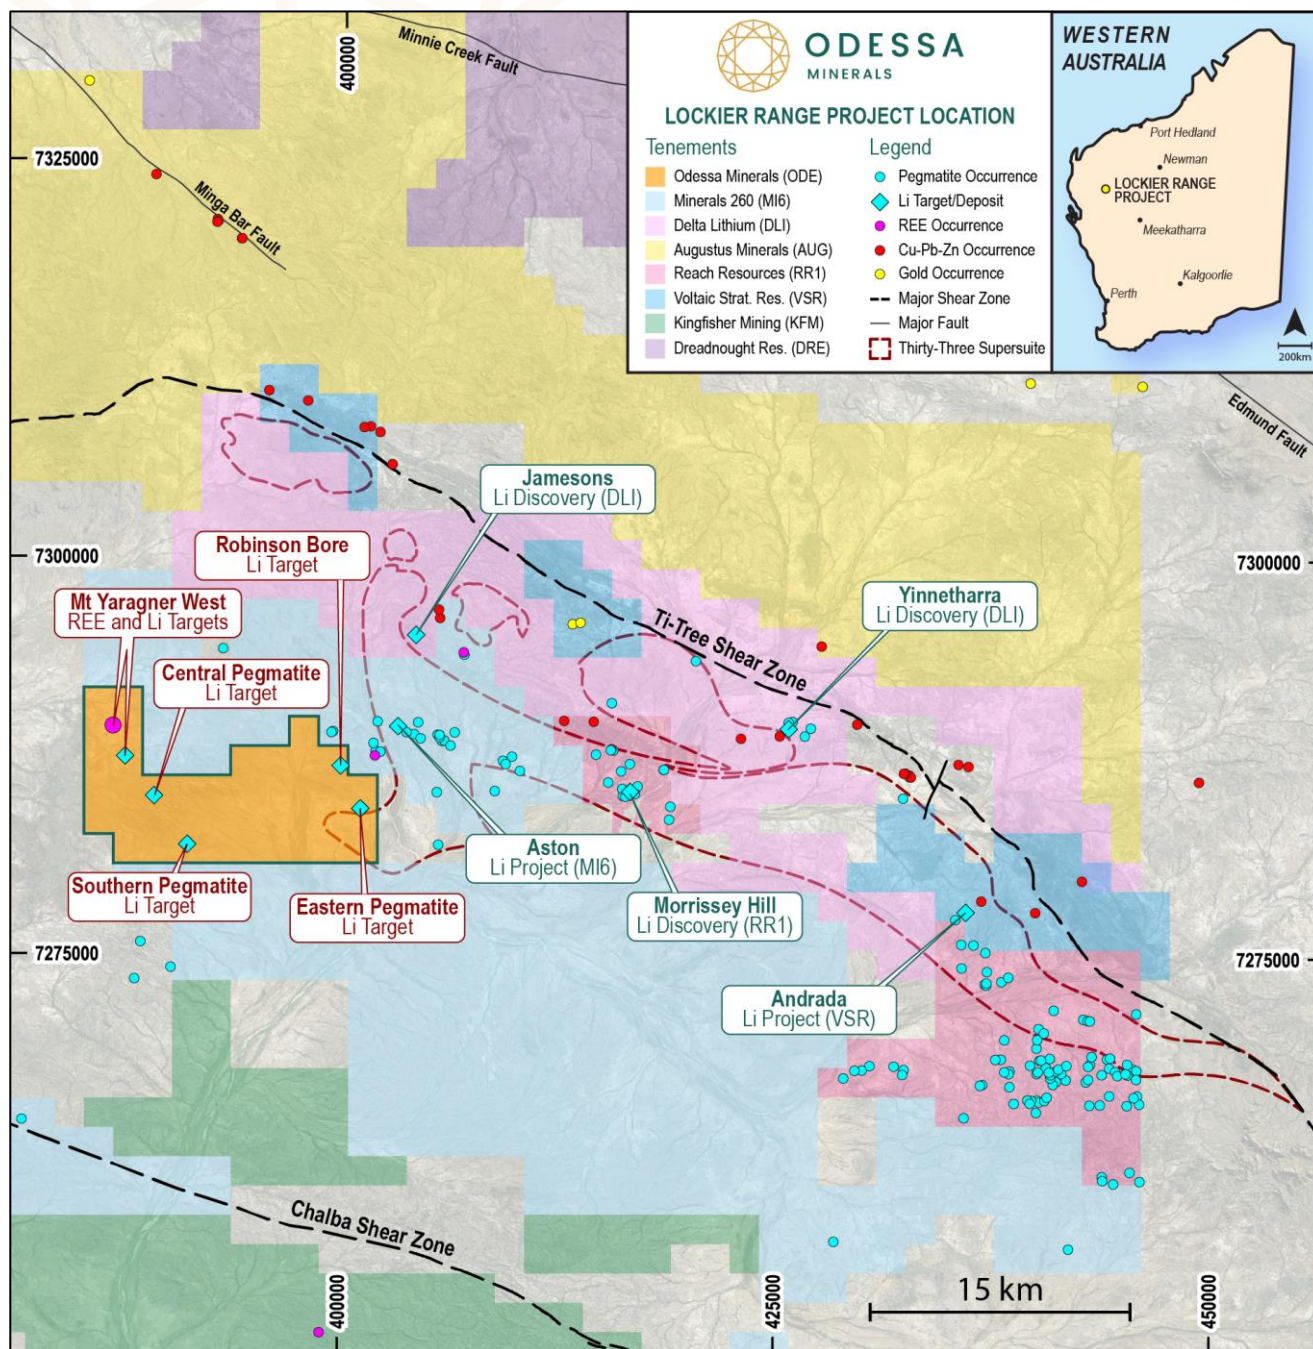 ODESSA
MINERALS
LOCKIER RANGE PROJECT LOCATION
Tenements
Odessa Minerals (ODE)
Minerals 260 (MI6)
Delta Lithium (DLI)
Augustus Minerals (AUG)
Reach Resources (RR1)
Voltaic Strat. Res. (VSR)
Kingfisher Mining (KFM)
Dreadnought Res. (DRE)
Legend
Pegmatite Occurrence
Li Target/Deposit
REE Occurrence
Cu-Pb-Zn Occurrence
Gold Occurrence
Major Shear Zone
Major Fault
Thirty-Three Supersuite
WESTERN
AUSTRALIA
Port Hedland
Newman
LOCKIER RANGE
PROJECT
Meekatharra
Kalgoorlie
Perth
200km
400000
Minnie Creek Fault
7325000
Minga Bar Fault
Edmund Fault
Jamesons
Li Discovery (DLI)
7300000
7300000
Robinson Bore
Li Target
Mt Yaragner West
REE and Li Targets
Yinnetharra
Li Discovery (DLI)
Ti-Tree Shear Zone
Central Pegmatite
Li Target
Aston
Li Project (MI6)
Southern Pegmatite
Li Target
Eastern Pegmatite
Li Target
Morrissey Hill
Li Discovery (RR1)
7275000
7275000
Andrada
Li Project (VSR)
Chalba Shear Zone
15 km
400000
425000
450000